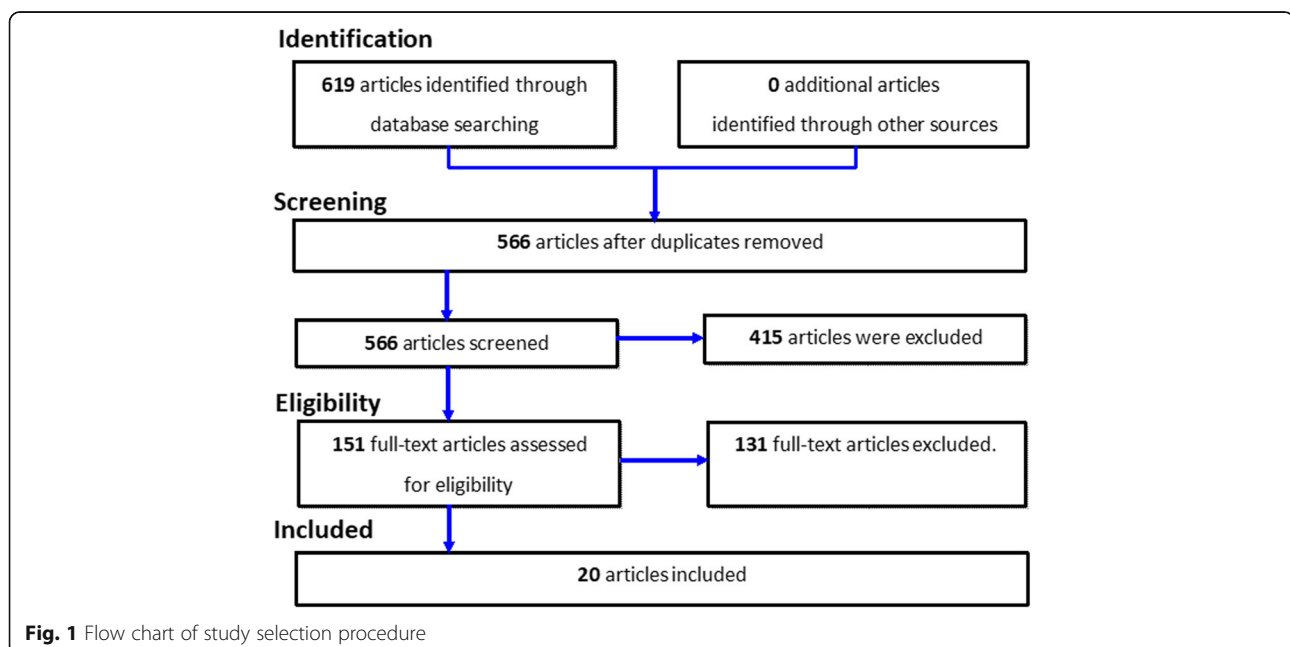 Identification
619 articles identified through
database searching
0 additional articles
identified through other sources
Screening
566 articles after duplicates removed
566 articles screened
415 articles were excluded
Eligibility
151 full-text articles assessed
for eligibility
131 full-text articles excluded.
Included
20 articles included
Fig. 1 Flow chart of study selection procedure